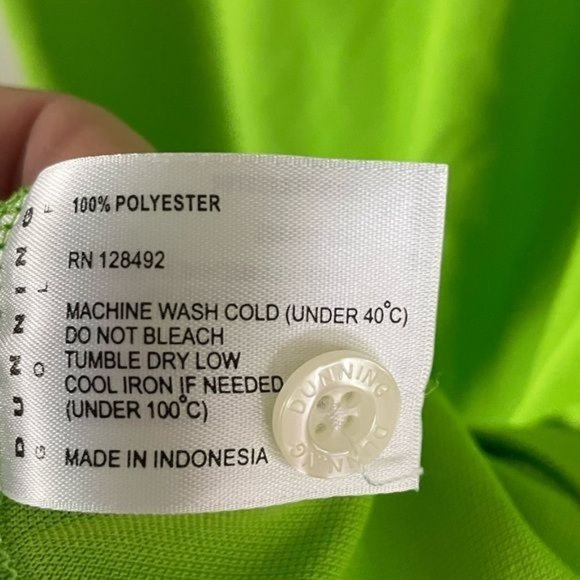 DUNNING
GOLF
100% POLYESTER
RN 128492
MACHINE WASH COLD (UNDER 40°C)
DO NOT BLEACH
TUMBLE DRY LOW
COOL IRON IF NEEDED
(UNDER 100°C)
MADE IN INDONESIA
DUNNING
DUNNING